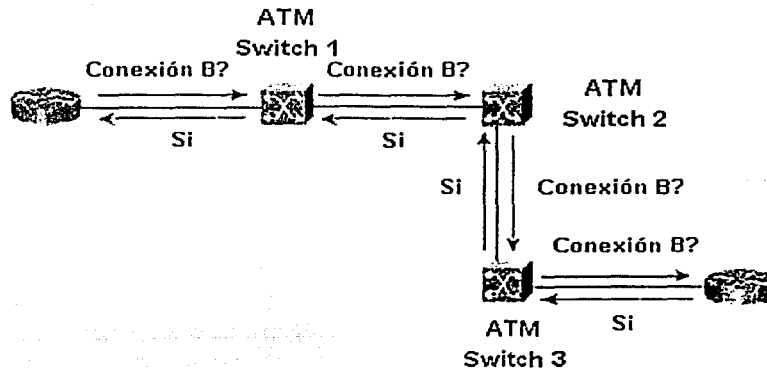 ATM
Switch 1
Conexión B?
Conexión B?
ATM
Switch 2
Si
Si
Si
Conexión B?
Conexión B?
Si
ATM
Switch 3